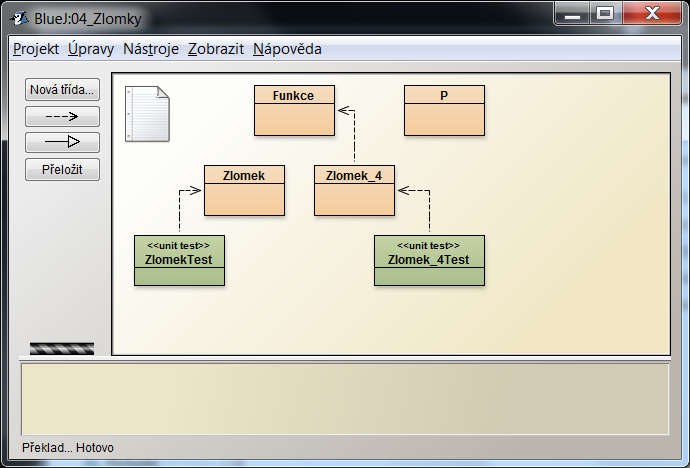 BlueJ:04_Zlomky
Projekt Úpravy Nástroje Zobrazit Nápověda
Nová třída...
Přeložit
Funkce
P
Zlomek
Zlomek_4
<<unit test>>
ZlomekTest
<<unit test>>
Zlomek_4Test
Překlad... Hotovo